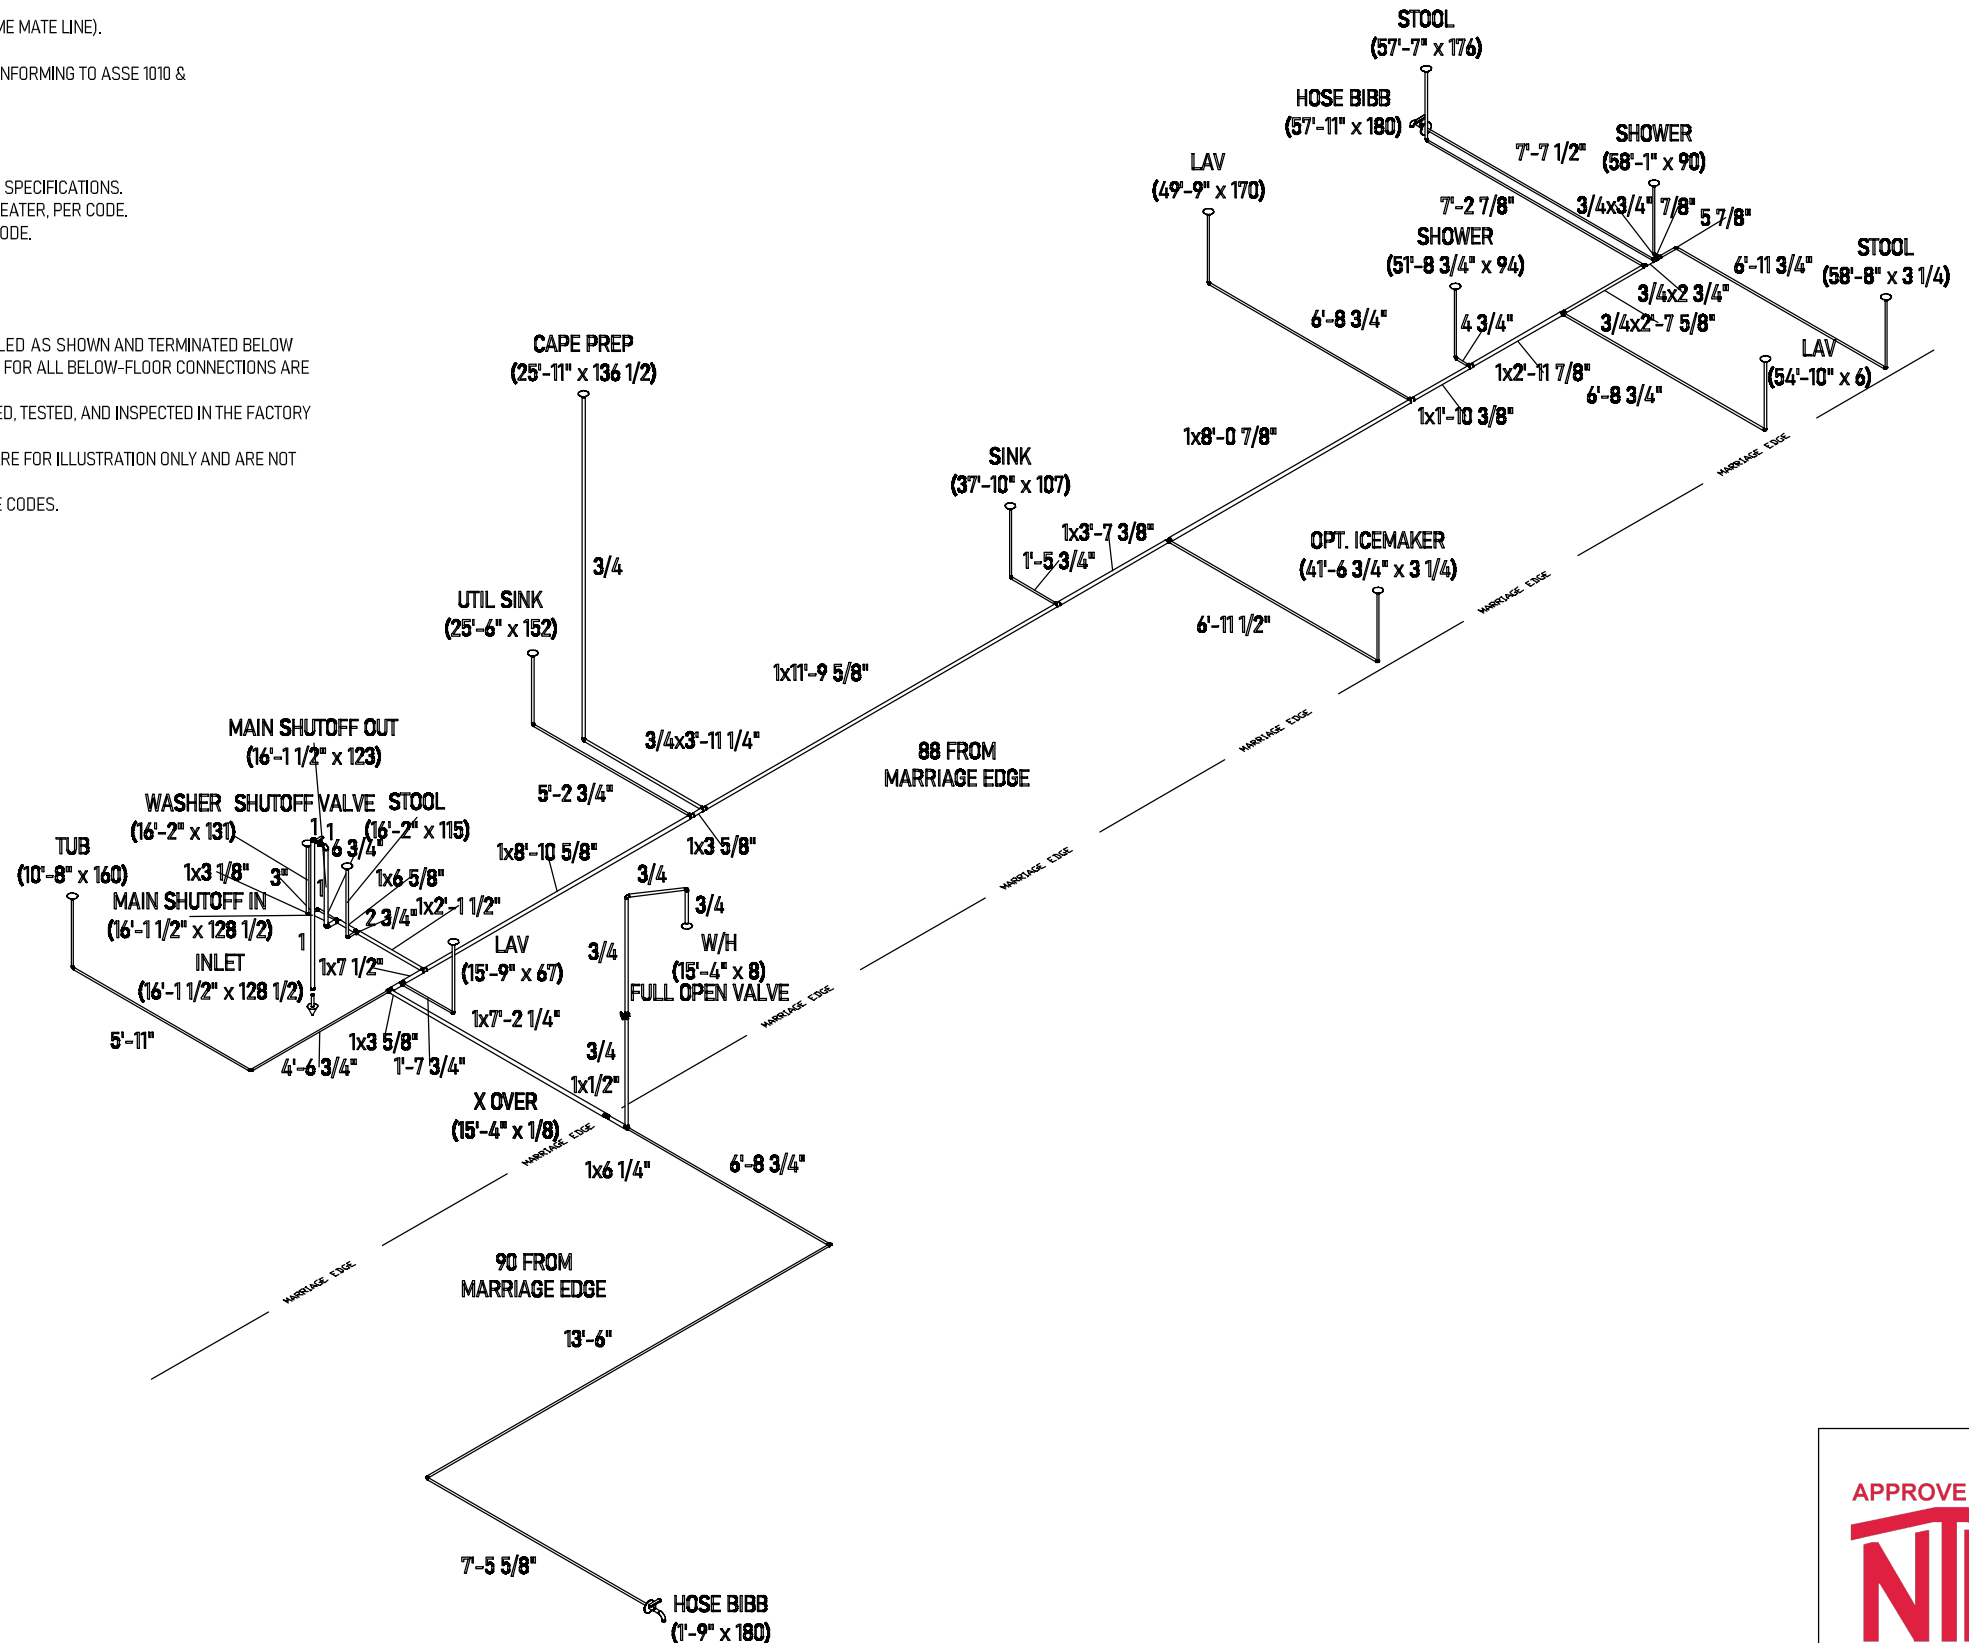 ME MATE LINE).
NFORMING TO ASSE 1010 &
SPECIFICATIONS.
EATER, PER CODE.
ODE.
LED AS SHOWN AND TERMINATED BELOW
FOR ALL BELOW-FLOOR CONNECTIONS ARE
ED, TESTED, AND INSPECTED IN THE FACTORY
RE FOR ILLUSTRATION ONLY AND ARE NOT
E CODES.
STOOL
(57'-7" x 176)
HOSE BIBB
(57'-11" x 180)
7'-7 1/2"
SHOWER
(58'-1" x 90)
LAV
(49'-9" x 170)
7'-2 7/8"
3/4x3/4"
7/8"
5 7/8"
SHOWER
(51'-8 3/4" x 94)
STOOL
(58'-8" x 3 1/4)
6'-11 3/4"
3/4x2 3/4"
6'-8 3/4"
4 3/4"
3/4x2'-7 5/8"
CAPE PREP
(25'-11" x 136 1/2)
LAV
(54'-10" x 6)
1x2'-11 7/8"
6'-8 3/4"
1x1'-10 3/8"
1x8'-0 7/8"
MARRIAGE EDGE
SINK
(37'-10" x 107)
1x3'-7 3/8"
1'-5 3/4"
OPT. ICEMAKER
(41'-6 3/4" x 3 1/4)
3/4
MARRIAGE EDGE
UTIL SINK
(25'-6" x 152)
6'-11 1/2"
1x11'-9 5/8"
MAIN SHUTOFF OUT
(16'-1 1/2" x 123)
3/4x3'-11 1/4"
88 FROM
MARRIAGE EDGE
MARRIAGE EDGE
5'-2 3/4"
WASHER
(16'-2" x 131)
SHUTOFF VALVE
STOOL
(16'-2" x 115)
1
1
6 3/4"
TUB
(10'-8" x 160)
1x8'-10 5/8"
1x3 5/8"
1x3 1/8"
3"
1
1x6 5/8"
3/4
MARRIAGE EDGE
MAIN SHUTOFF IN
(16'-1 1/2" x 128 1/2)
2 3/4"
1x2'-1 1/2"
3/4
1
INLET
(16'-1 1/2" x 128 1/2)
1x7 1/2"
LAV
(15'-9" x 67)
3/4
W/H
(15'-4" x 8)
FULL OPEN VALVE
MARRIAGE EDGE
5'-11"
1x3 5/8"
1x7'-2 1/4"
4'-6 3/4"
1'-7 3/4"
3/4
1x1/2"
X OVER
(15'-4" x 1/8)
MARRIAGE EDGE
1x6 1/4"
6'-8 3/4"
90 FROM
MARRIAGE EDGE
MARRIAGE EDGE
13'-6"
7'-5 5/8"
HOSE BIBB
(1'-9" x 180)
APPROVE
NT